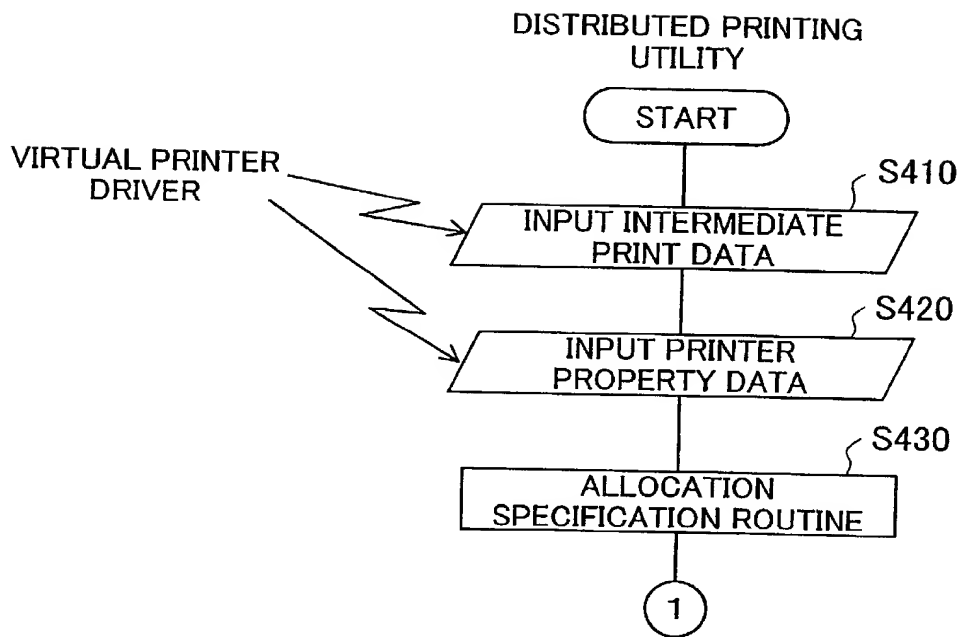 DISTRIBUTED PRINTING
UTILITY
START
VIRTUAL PRINTER
DRIVER
S410
INPUT INTERMEDIATE
PRINT DATA
S420
INPUT PRINTER
PROPERTY DATA
S430
ALLOCATION
SPECIFICATION ROUTINE
1